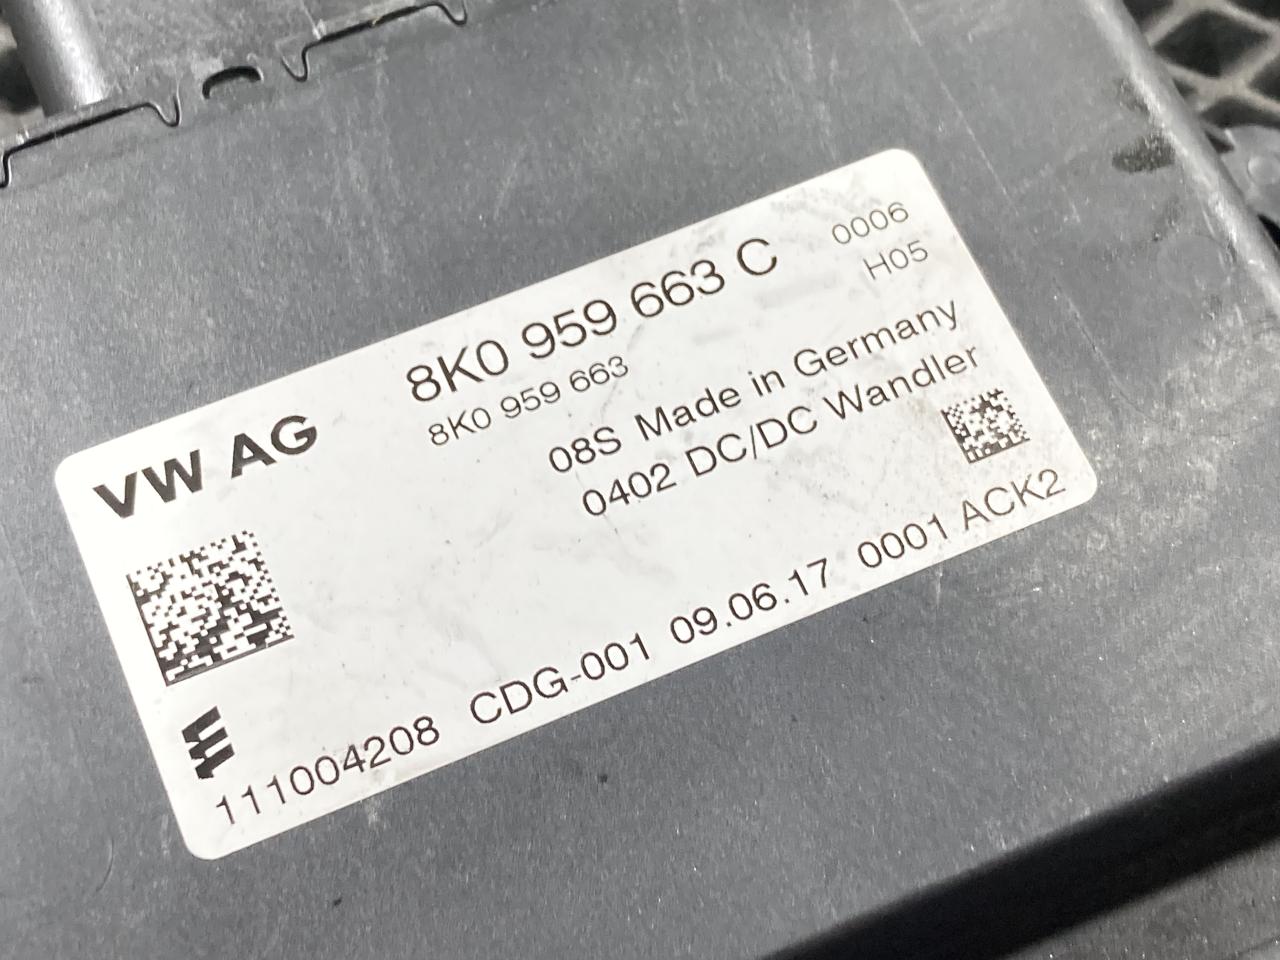 8K0 959 663 C 0006
8K0 959 663 H05
VW AG
08S Made in Germany
0402 DC/DC Wandler
111004208 CDG-001 09.06.17 0001 ACK2